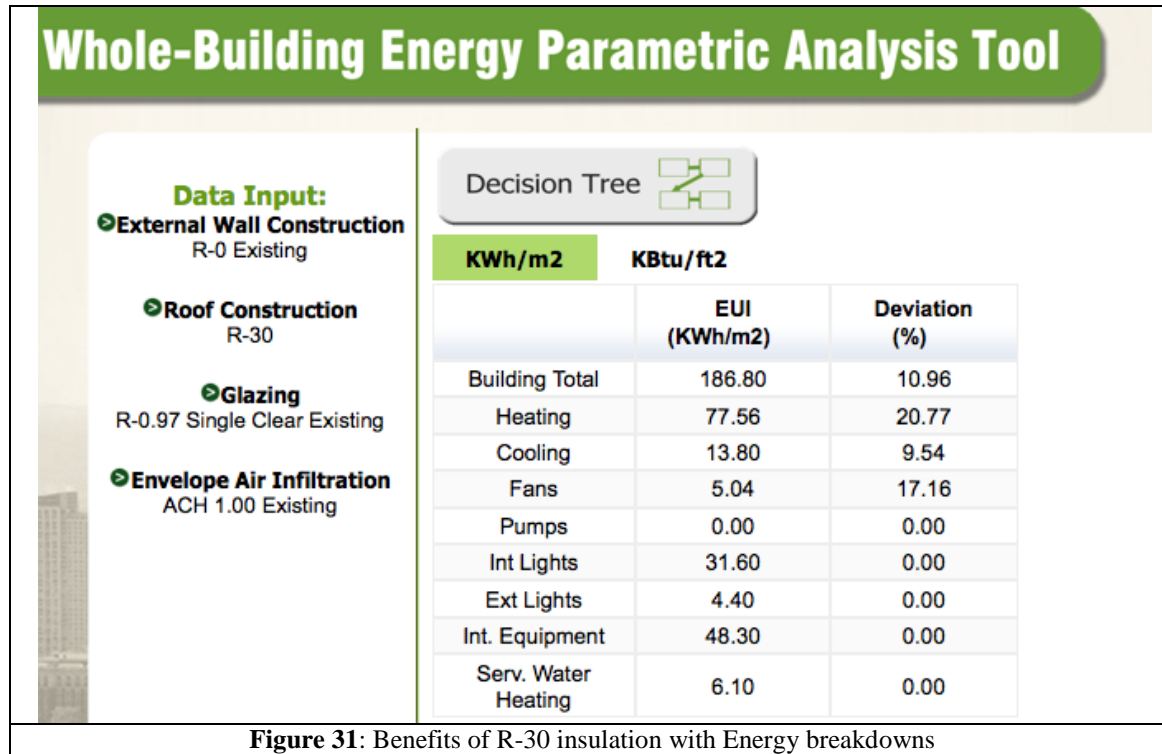 Whole-Building Energy Parametric Analysis Tool
Data Input:
External Wall Construction
R-0 Existing
Roof Construction
R-30
Glazing
R-0.97 Single Clear Existing
Envelope Air Infiltration
ACH 1.00 Existing
Decision Tree
KWh/m2 KBtu/ft2
EUI Deviation
(KWh/m2) (%)
Building Total 186.80 10.96
Heating 77.56 20.77
Cooling 13.80 9.54
Fans 5.04 17.16
Pumps 0.00 0.00
Int Lights 31.60 0.00
Ext Lights 4.40 0.00
Int. Equipment 48.30 0.00
Serv. Water
Heating 6.10 0.00
Figure 31: Benefits of R-30 insulation with Energy breakdowns